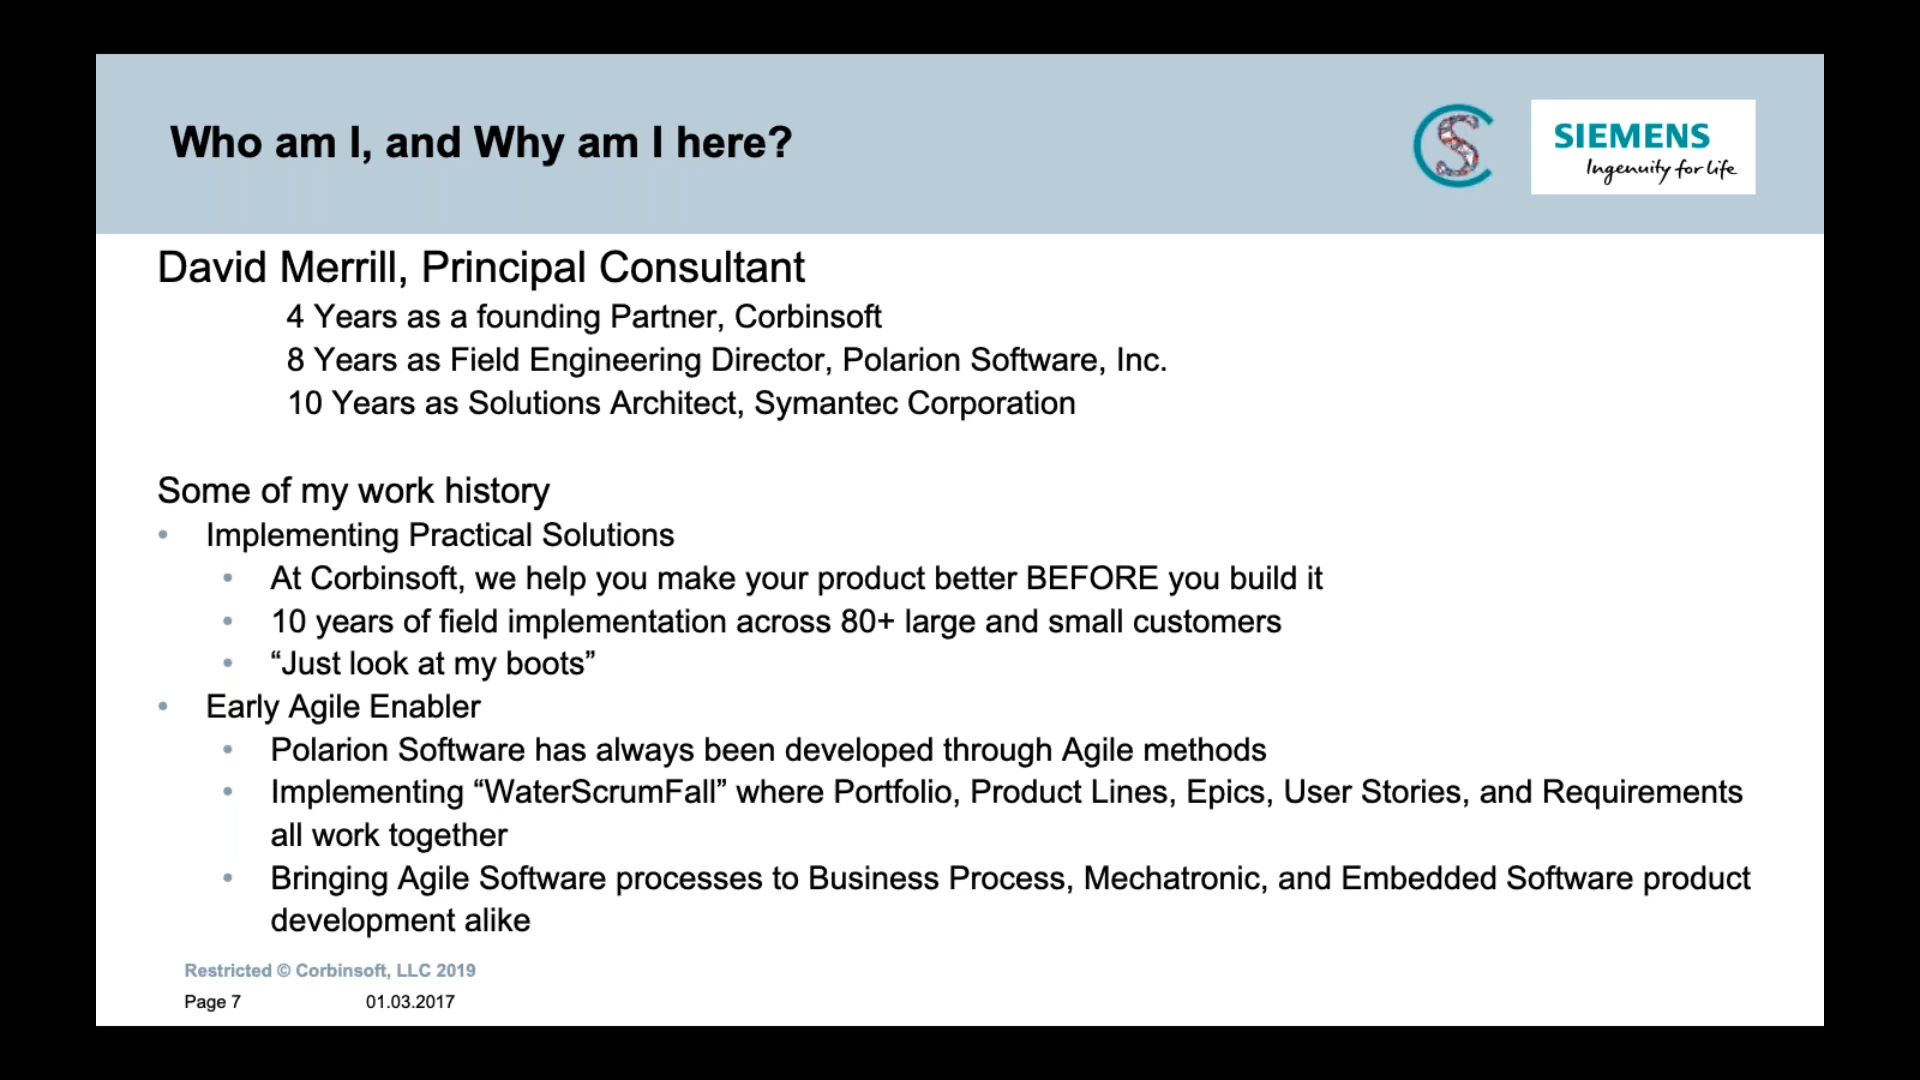 Who am I, and Why am I here?
SIEMENS
Ingenuity for life
David Merrill, Principal Consultant
4 Years as a founding Partner, Corbinsoft
8 Years as Field Engineering Director, Polarion Software, Inc.
10 Years as Solutions Architect, Symantec Corporation
Some of my work history
• Implementing Practical Solutions
• At Corbinsoft, we help you make your product better BEFORE you build it
• 10 years of field implementation across 80+ large and small customers
• “Just look at my boots”
• Early Agile Enabler
• Polarion Software has always been developed through Agile methods
• Implementing “WaterScrumFall” where Portfolio, Product Lines, Epics, User Stories, and Requirements
all work together
• Bringing Agile Software processes to Business Process, Mechatronic, and Embedded Software product
development alike
Restricted © Corbinsoft, LLC 2019
Page 7 01.03.2017